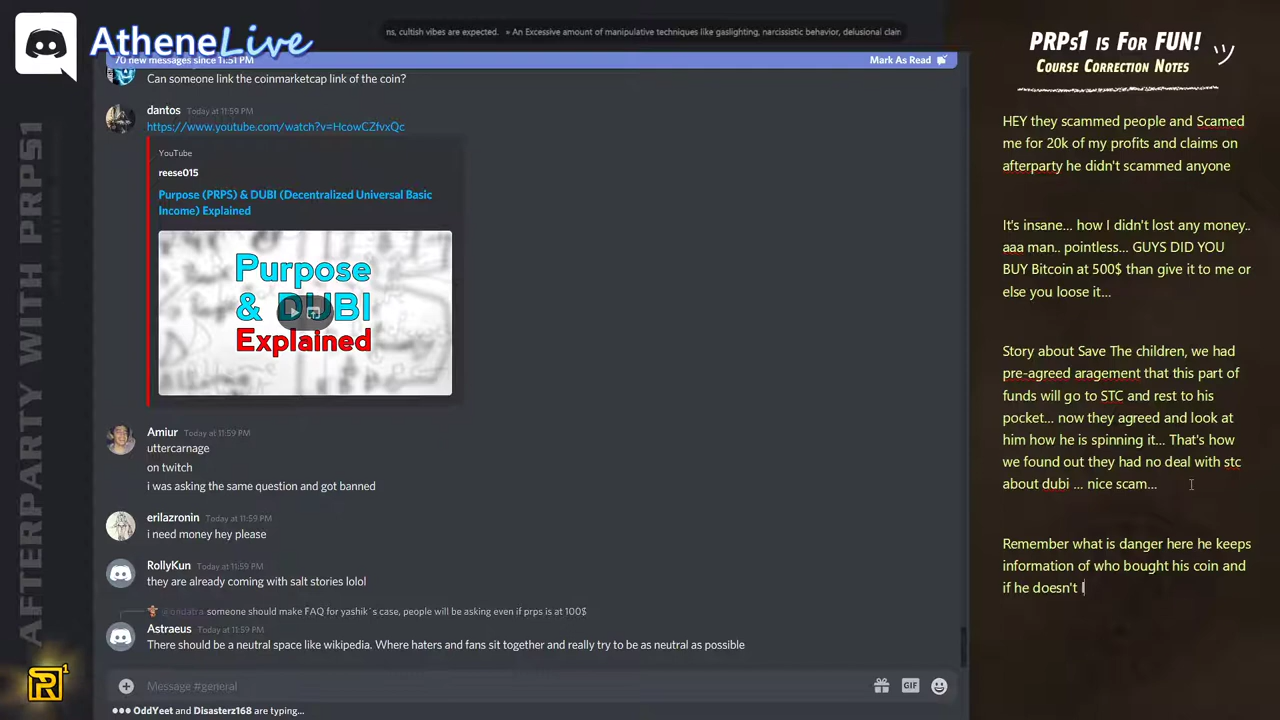 AtheneLive
ns, cultish vibes are expected. » An Excessive amount of manipulative techniques like gaslighting, narcissistic behavior, delusional clain
70 new messages since 11:51 PM
Mark As Read
Can someone link the coinmarketcap link of the coin?
dantos Today at 11:59 PM
https://www.youtube.com/watch?v=HcowCZfvxQc
YouTube
reese015
Purpose (PRPS) & DUBI (Decentralized Universal Basic
Income) Explained
Purpose
& DUBI
Explained
Amiur Today at 11:59 PM
uttercarnage
on twitch
i was asking the same question and got banned
erilazronin Today at 11:59 PM
i need money hey please
RollyKun Today at 11:59 PM
they are already coming with salt stories lolol
@ondatra someone should make FAQ for yashik`s case, people will be asking even if prps is at 100$
Astraeus Today at 11:59 PM
There should be a neutral space like wikipedia. Where haters and fans sit together and really try to be as neutral as possible
Message #general
GIF
OddYeet and Disasterz168 are typing...
AFTERPARTY WITH PRPS1
R1
PRPs1 is For FUN!
Course Correction Notes
HEY they scammed people and Scamed
me for 20k of my profits and claims on
afterparty he didn't scammed anyone
It's insane... how I didn't lost any money..
aaa man.. pointless... GUYS DID YOU
BUY Bitcoin at 500$ than give it to me or
else you loose it...
Story about Save The children, we had
pre-agreed aragement that this part of
funds will go to STC and rest to his
pocket... now they agreed and look at
him how he is spinning it... That's how
we found out they had no deal with stc
about dubi ... nice scam...
Remember what is danger here he keeps
information of who bought his coin and
if he doesn't l